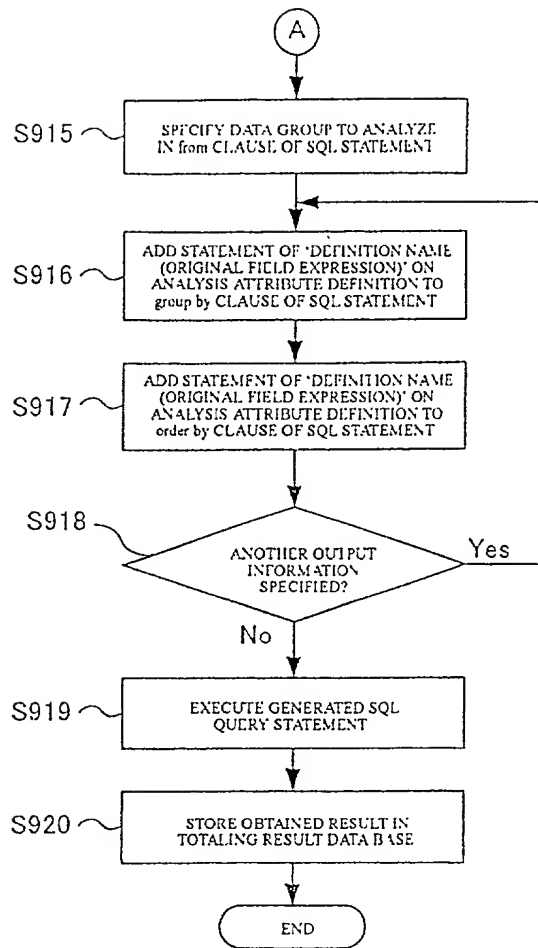 A
S915
SPECIFY DATA GROUP TO ANALYZE
IN from CLAUSE OF SQL STATEMENT
S916
ADD STATEMENT OF 'DEFINITION NAME
(ORIGINAL FIELD EXPRESSION)' ON
ANALYSIS ATTRIBUTE DEFINITION TO
group by CLAUSE OF SQL STATEMENT
S917
ADD STATEMENT OF 'DEFINITION NAME
(ORIGINAL FIELD EXPRESSION)' ON
ANALYSIS ATTRIBUTE DEFINITION TO
order by CLAUSE OF SQL STATEMENT
S918
ANOTHER OUTPUT
INFORMATION
SPECIFIED?
Yes
No
S919
EXECUTE GENERATED SQL
QUERY STATEMENT
S920
STORE OBTAINED RESULT IN
TOTALING RESULT DATA BASE
END